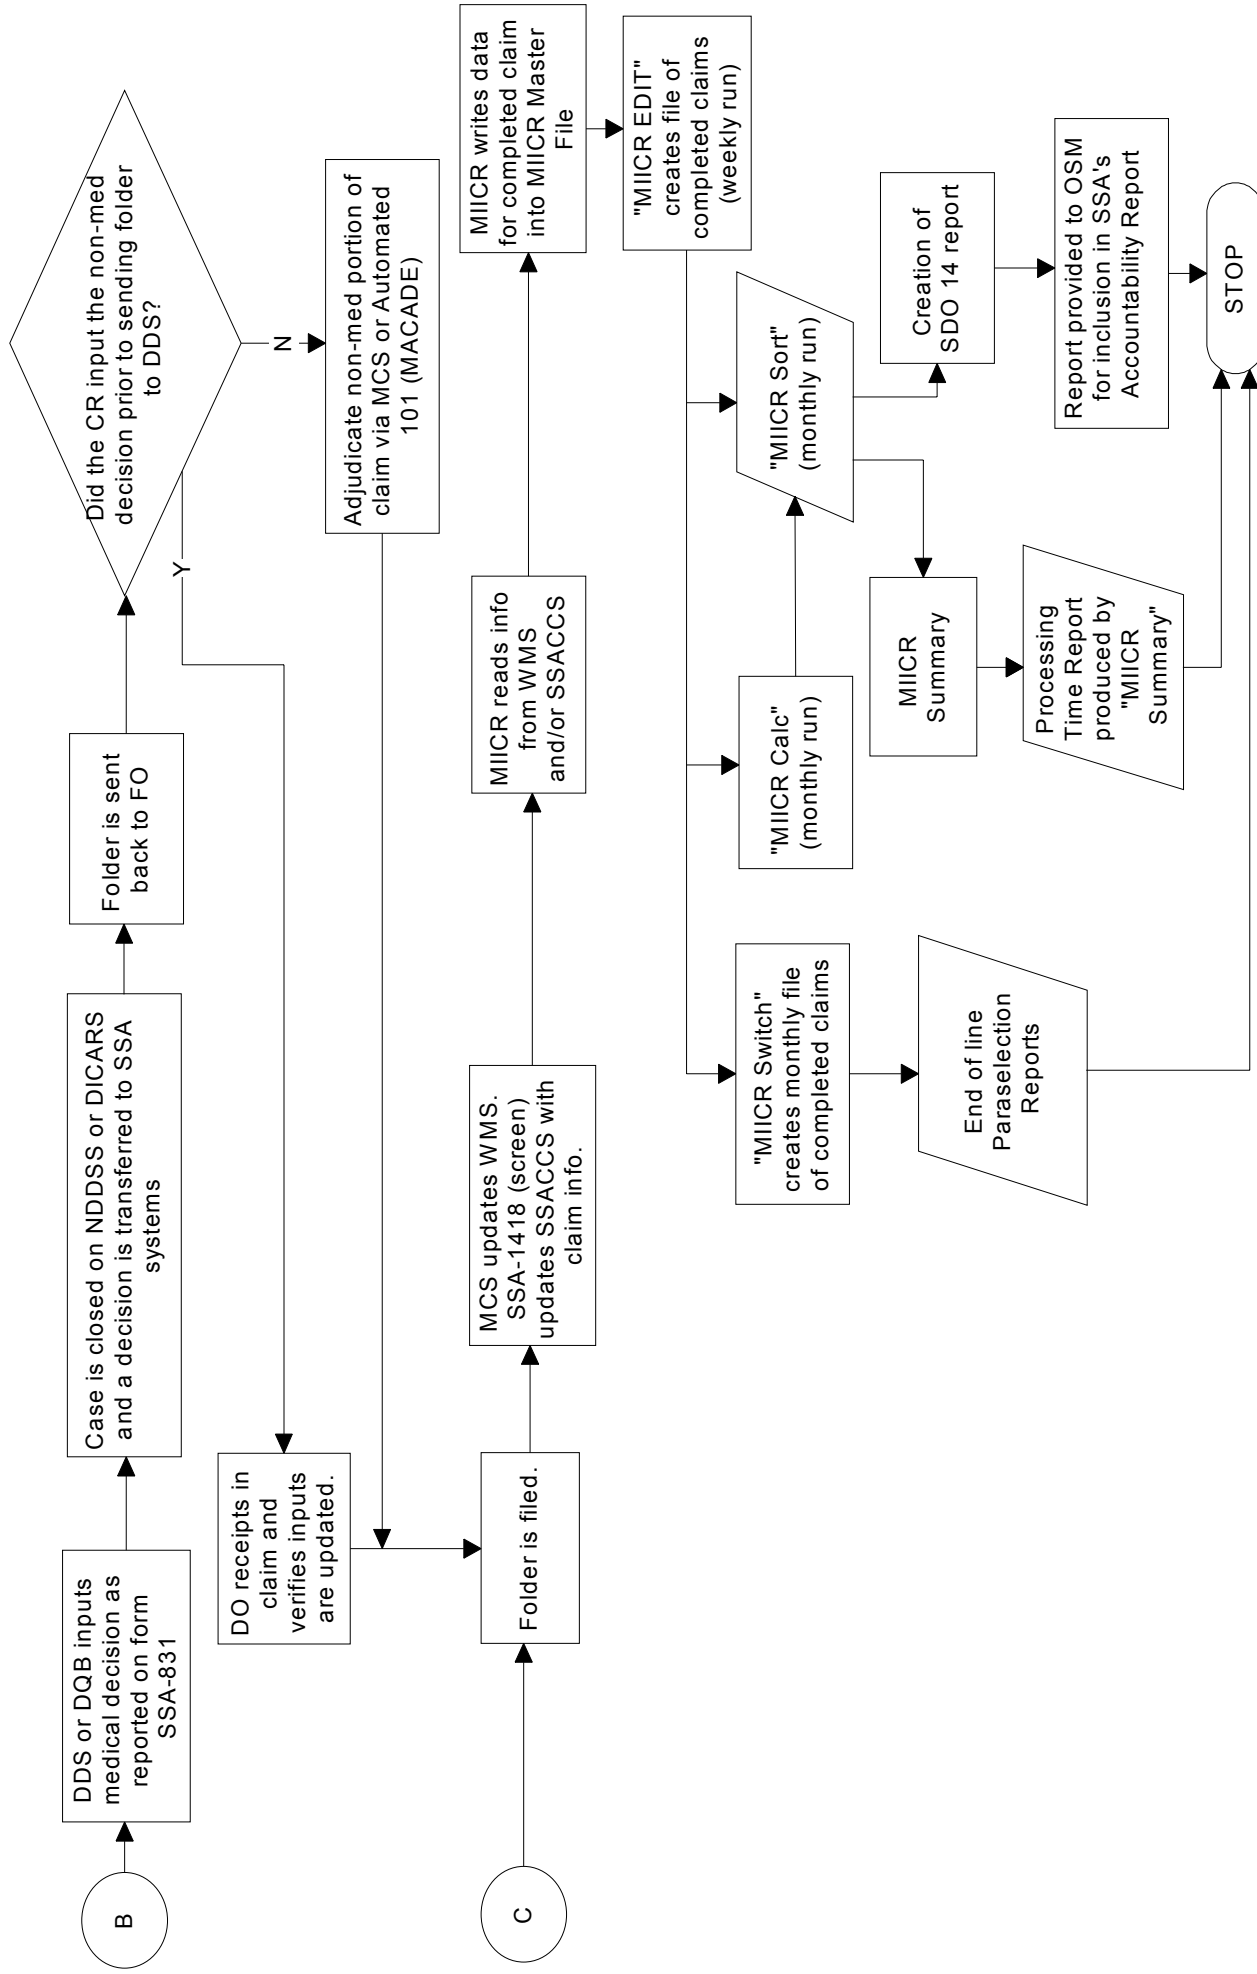 B
DDS or DQB inputs
medical decision as
reported on form
SSA-831
Case is closed on NDDSS or DICARS
and a decision is transferred to SSA
systems
Folder is sent
back to FO
Did the CR input the non-med
decision prior to sending folder
to DDS?
Y
N
DO receipts in
claim and
verifies inputs
are updated.
Adjudicate non-med portion of
claim via MCS or Automated
101 (MACADE)
C
Folder is filed.
MCS updates WMS.
SSA-1418 (screen)
updates SSACCS with
claim info.
MIICR reads info
from WMS
and/or SSACCS
MIICR writes data
for completed claim
into MIICR Master
File
"MIICR EDIT"
creates file of
completed claims
(weekly run)
"MIICR Switch"
creates monthly file
of completed claims
"MIICR Calc"
(monthly run)
"MIICR Sort"
(monthly run)
End of line
Paraselection
Reports
MIICR
Summary
Creation of
SDO 14 report
Processing
Time Report
produced by
"MIICR
Summary"
Report provided to OSM
for inclusion in SSA's
Accountability Report
STOP